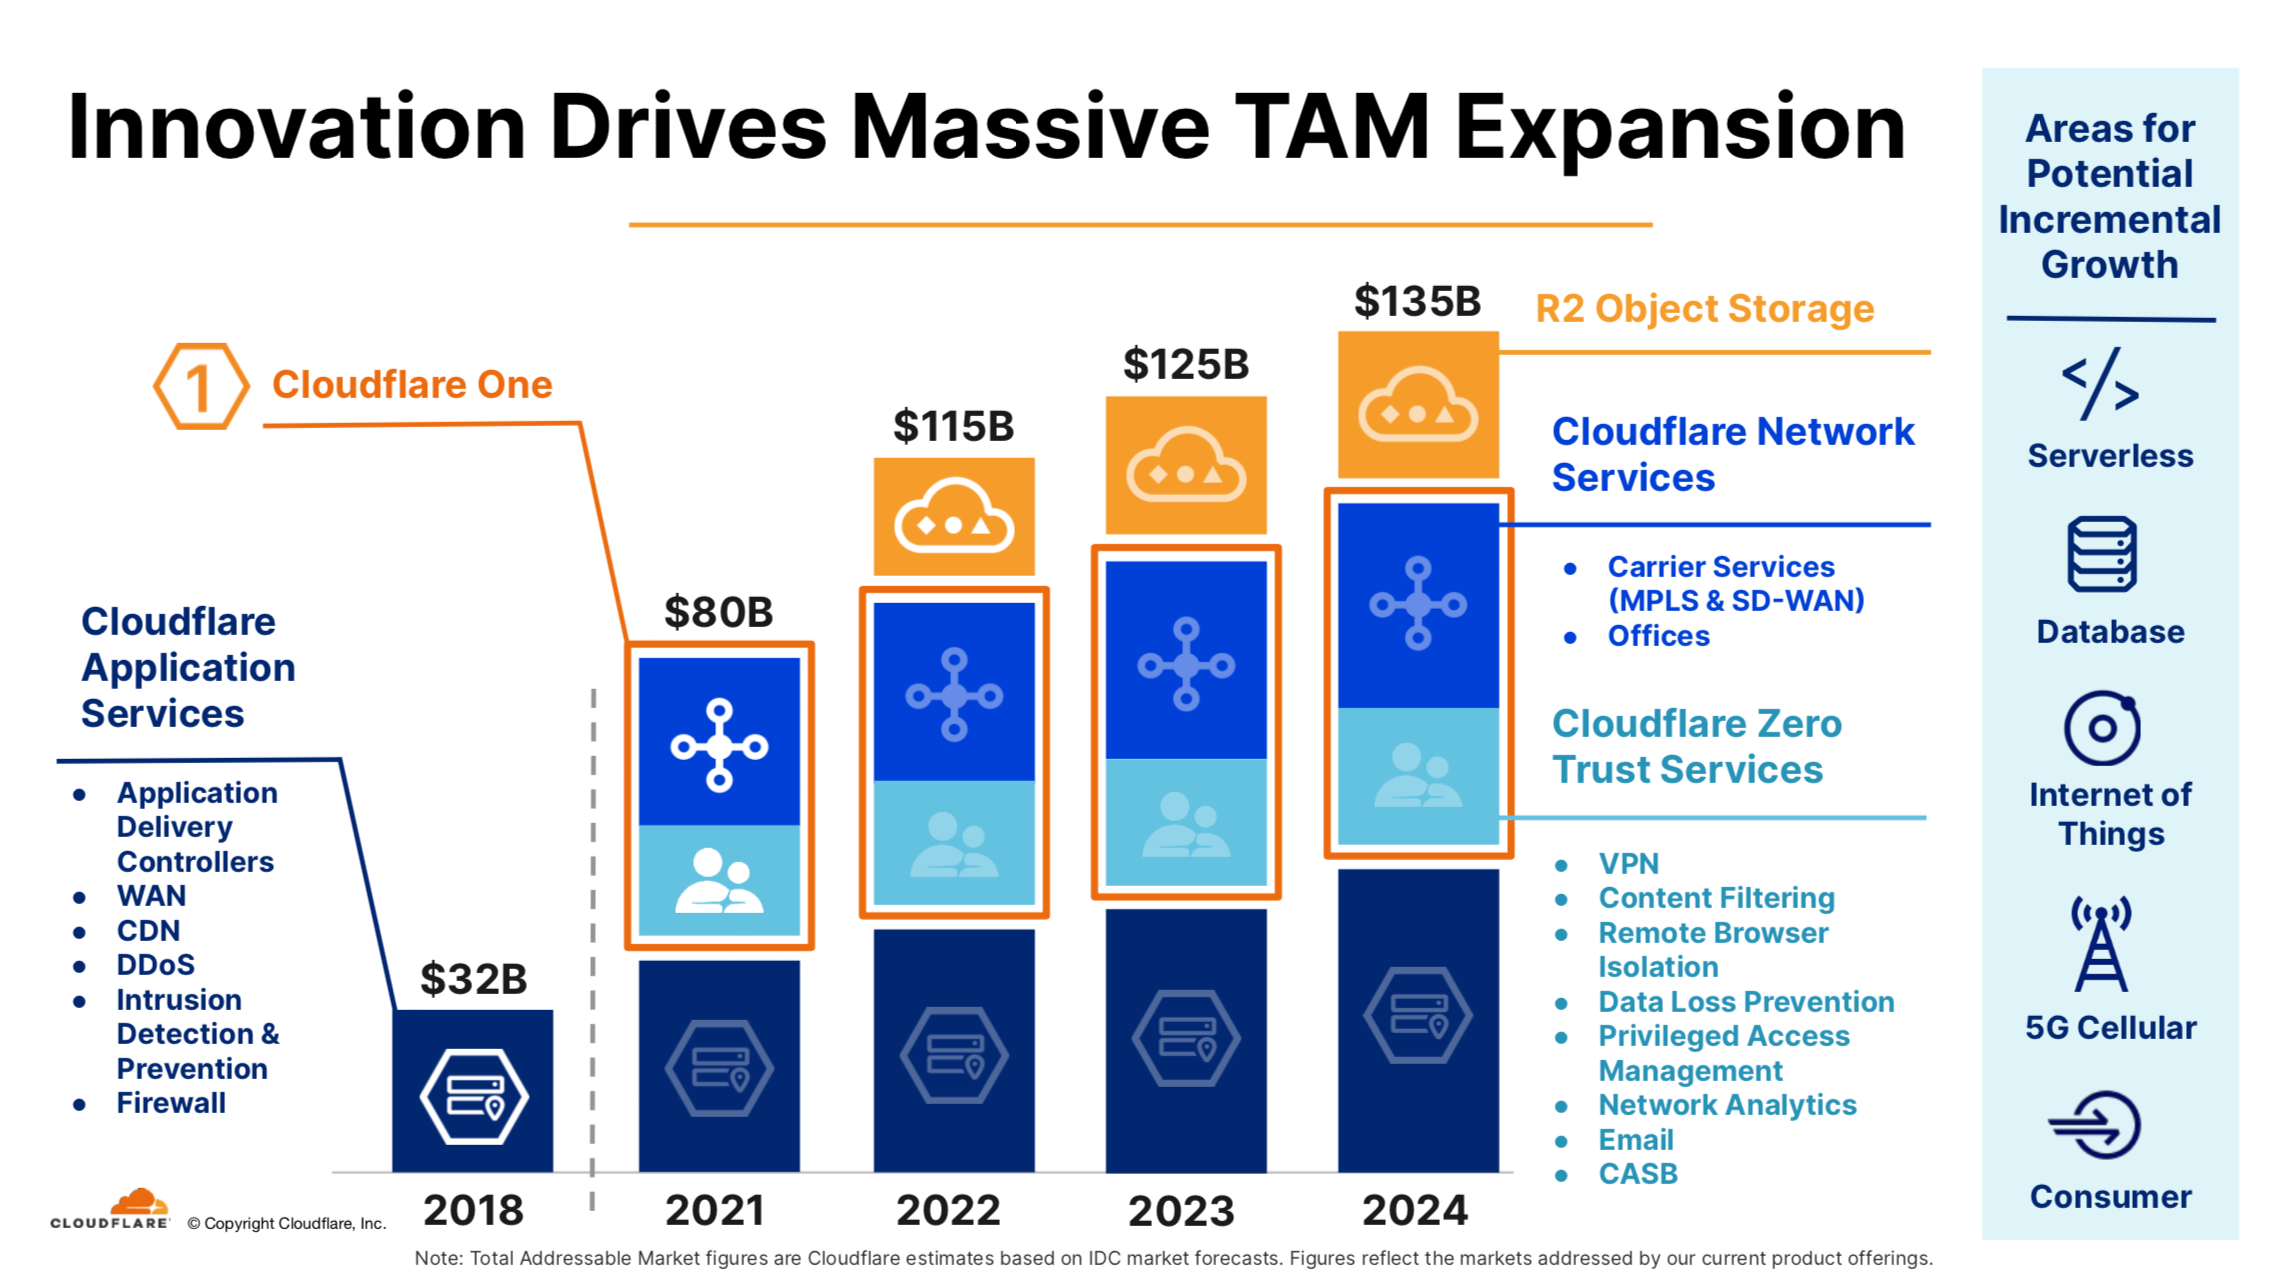 Innovation Drives Massive TAM Expansion
1
Cloudflare One
Cloudflare
Application
Services
• Application
Delivery
Controllers
• WAN
• CDN
• DDoS
• Intrusion
Detection &
Prevention
• Firewall
$32B
$80B
$115B
$125B
$135B
2018
2021
2022
2023
2024
R2 Object Storage
Cloudflare Network
Services
• Carrier Services
(MPLS & SD-WAN)
• Offices
Cloudflare Zero
Trust Services
• VPN
• Content Filtering
• Remote Browser
Isolation
• Data Loss Prevention
• Privileged Access
Management
• Network Analytics
• Email
• CASB
Areas for
Potential
Incremental
Growth
</>
Serverless
Database
Internet of
Things
5G Cellular
Consumer
CLOUDFLARE
© Copyright Cloudflare, Inc.
Note: Total Addressable Market figures are Cloudflare estimates based on IDC market forecasts. Figures reflect the markets addressed by our current product offerings.